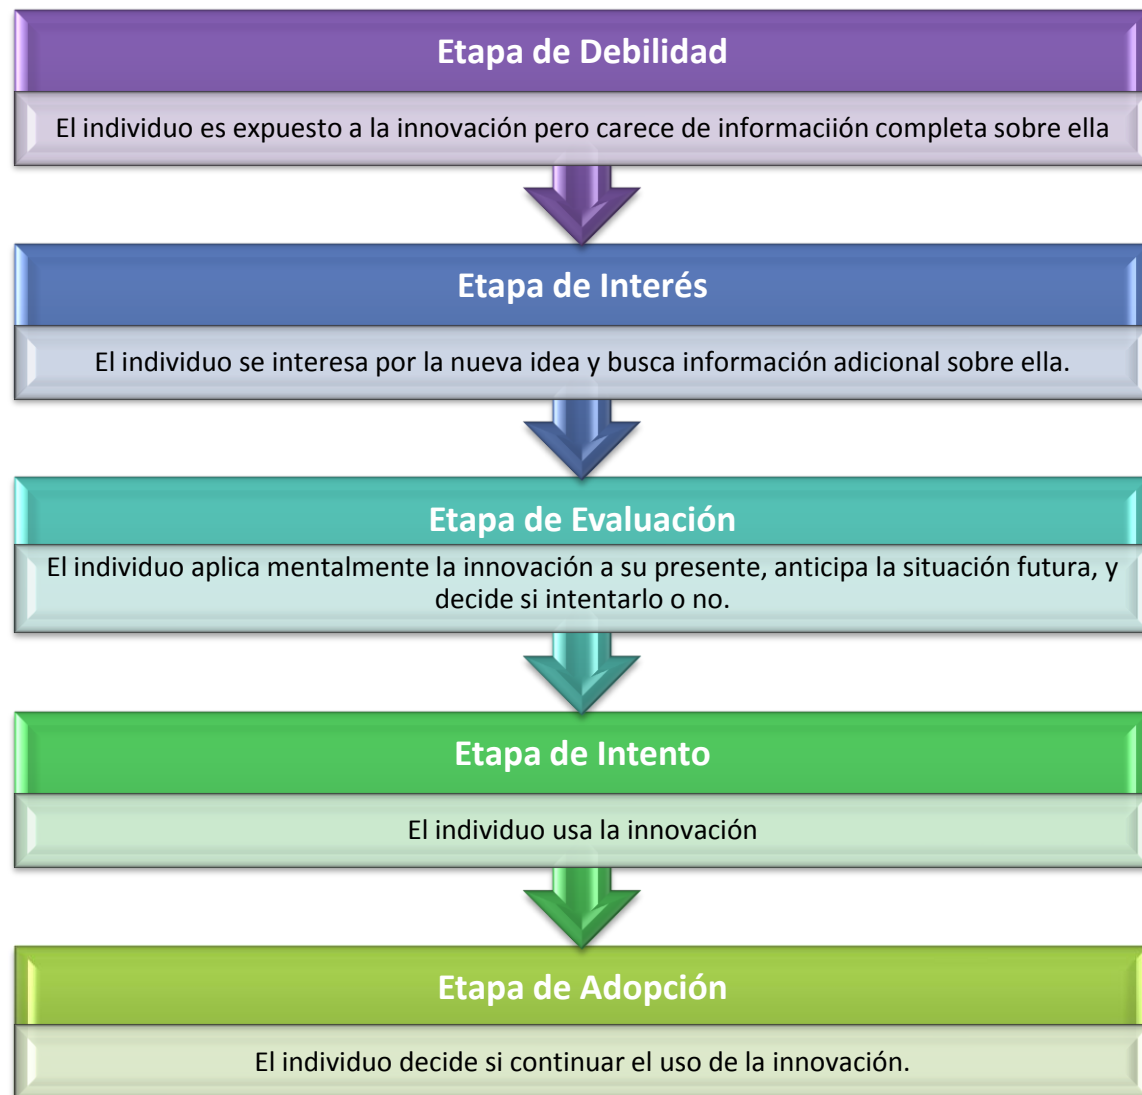 Etapa de Debilidad
El individuo es expuesto a la innovación pero carece de informaciión completa sobre ella
Etapa de Interés
El individuo se interesa por la nueva idea y busca información adicional sobre ella.
Etapa de Evaluación
El individuo aplica mentalmente la innovación a su presente, anticipa la situación futura, y
decide si intentarlo o no.
Etapa de Intento
El individuo usa la innovación
Etapa de Adopción
El individuo decide si continuar el uso de la innovación.